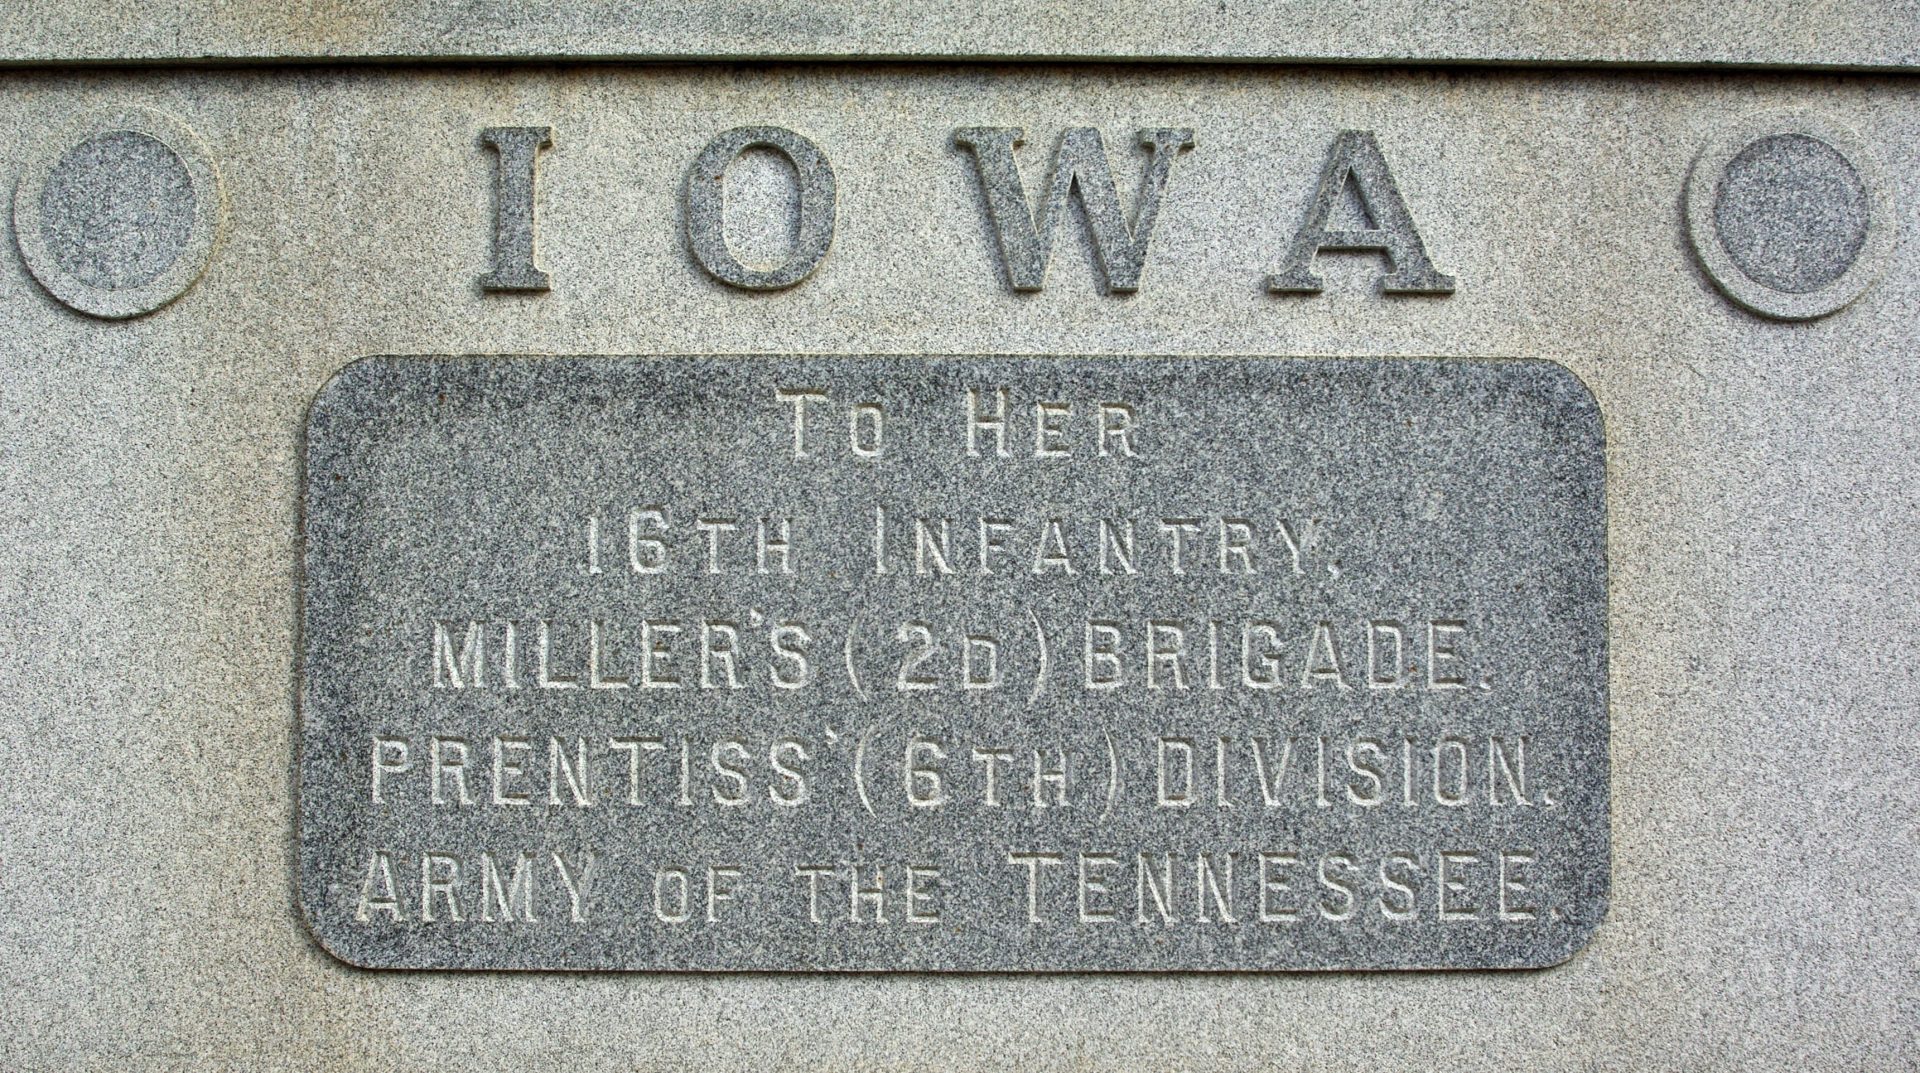 IOWA
TO HER
16TH INFANTRY,
MILLER'S (2D) BRIGADE.
PRENTISS' (6TH) DIVISION.
ARMY OF THE TENNESSEE.